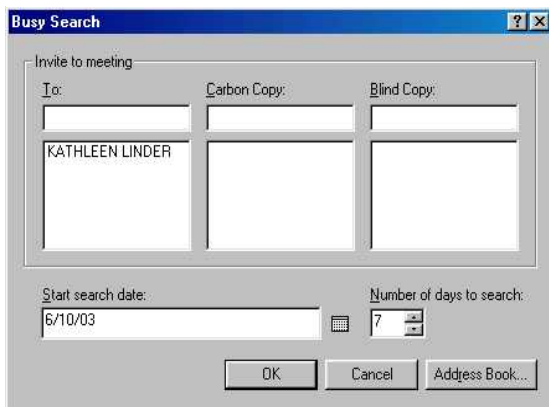 Busy Search
Invite to meeting
To: Carbon Copy: Blind Copy:
KATHLEEN LINDER
Start search date: Number of days to search:
6/10/03 7
OK Cancel Address Book...